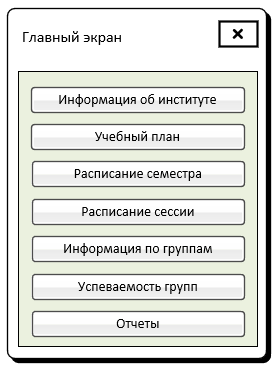 Главный экран
Информация об институте
Учебный план
Расписание семестра
Расписание сессии
Информация по группам
Успеваемость групп
Отчеты